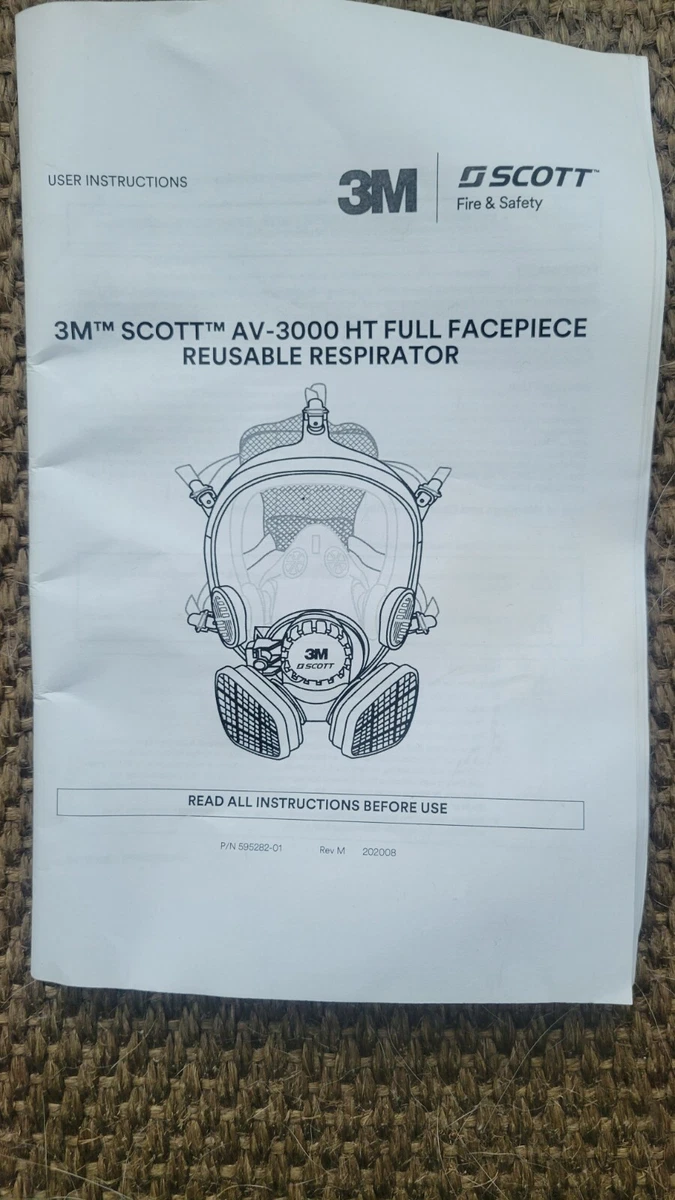 USER INSTRUCTIONS
3M
SCOTT™
Fire & Safety
3M™ SCOTT™ AV-3000 HT FULL FACEPIECE
REUSABLE RESPIRATOR
3M
SCOTT
READ ALL INSTRUCTIONS BEFORE USE
P/N 595282-01 Rev M 202008